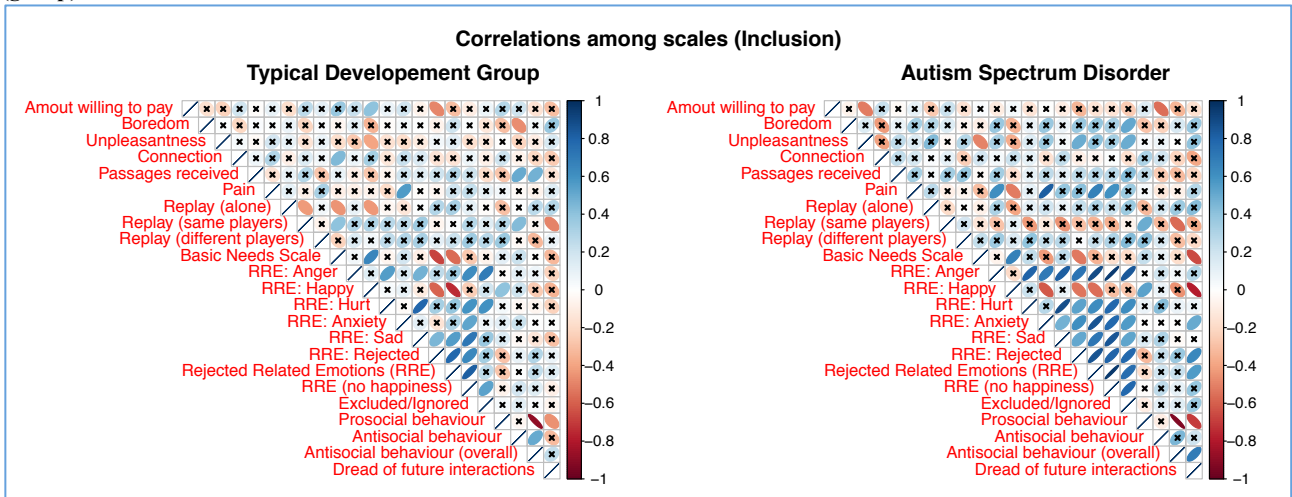 Correlations among scales (Inclusion)
Typical Developement Group
Amout willing to pay
Boredom
Unpleasantness
Connection
Passages received
Pain
Replay (alone)
Replay (same players)
Replay (different players)
Basic Needs Scale
RRE: Anger
RRE: Happy
RRE: Hurt
RRE: Anxiety
RRE: Sad
RRE: Rejected
Rejected Related Emotions (RRE)
RRE (no happiness)
Excluded/Ignored
Prosocial behaviour
Antisocial behaviour
Antisocial behaviour (overall)
Dread of future interactions
1
0.8
0.6
0.4
0.2
0
−0.2
−0.4
−0.6
−0.8
−1
Autism Spectrum Disorder
Amout willing to pay
Boredom
Unpleasantness
Connection
Passages received
Pain
Replay (alone)
Replay (same players)
Replay (different players)
Basic Needs Scale
RRE: Anger
RRE: Happy
RRE: Hurt
RRE: Anxiety
RRE: Sad
RRE: Rejected
Rejected Related Emotions (RRE)
RRE (no happiness)
Excluded/Ignored
Prosocial behaviour
Antisocial behaviour
Antisocial behaviour (overall)
Dread of future interactions
1
0.8
0.6
0.4
0.2
0
−0.2
−0.4
−0.6
−0.8
−1